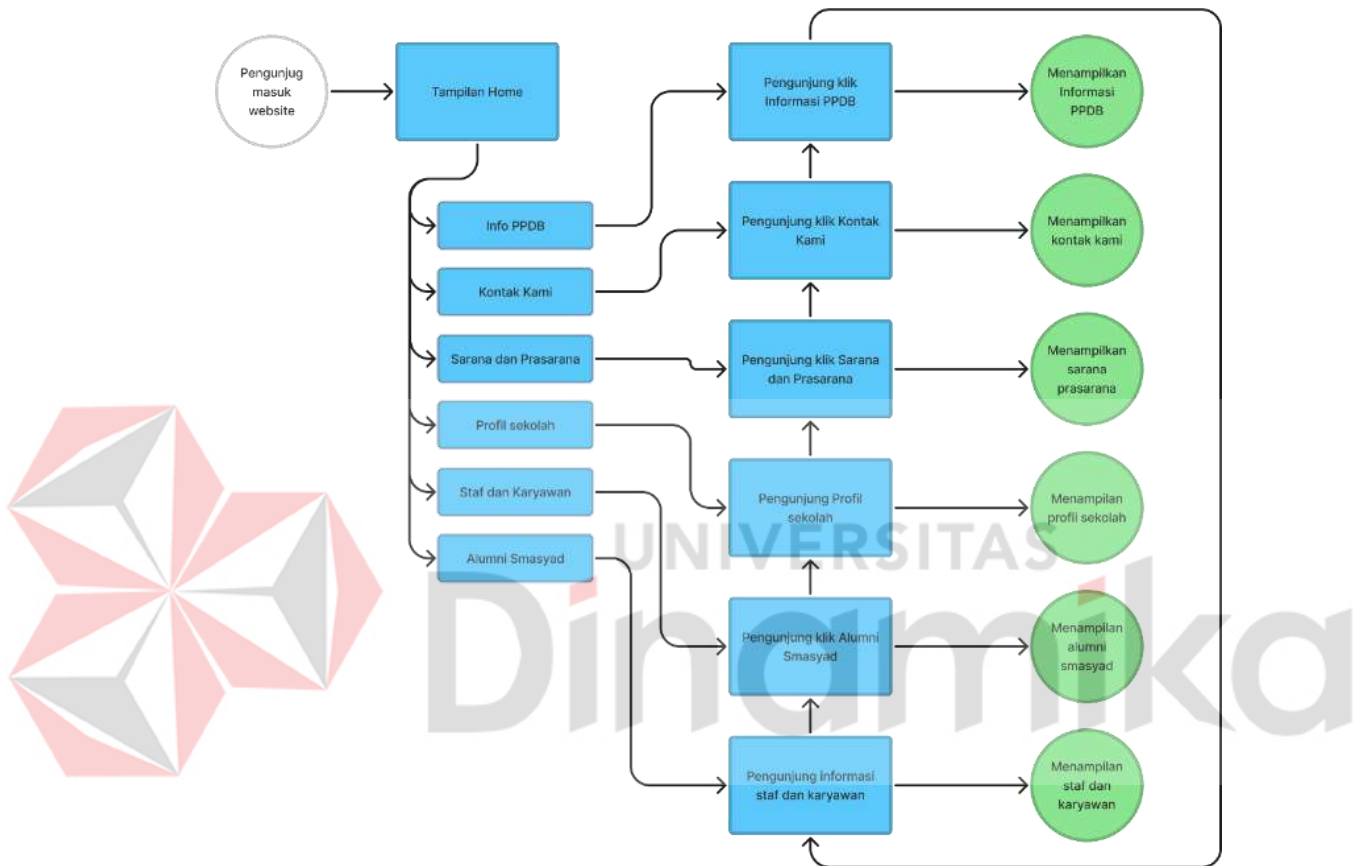 Pengunjug
masuk
website
Tampilan Home
Info PPDB
Kontak Kami
Sarana dan Prasarana
Profil sekolah
Staf dan Karyawan
Alumni Smasyad
Pengunjung klik
Informasi PPDB
Pengunjung klik Kontak
Kami
Pengunjung klik Sarana
dan Prasarana
Pengunjung Profil
sekolah
Pengunjung klik Alumni
Smasyad
Pengunjung informasi
staf dan karyawan
Menampilkan
Informasi
PPDB
Menampilkan
kontak kami
Menampilkan
sarana
prasarana
Menampilan
profil sekolah
Menampilan
alumni
smasyad
Menampilan
staf dan
karyawan
UNIVERSITAS
Dinamika